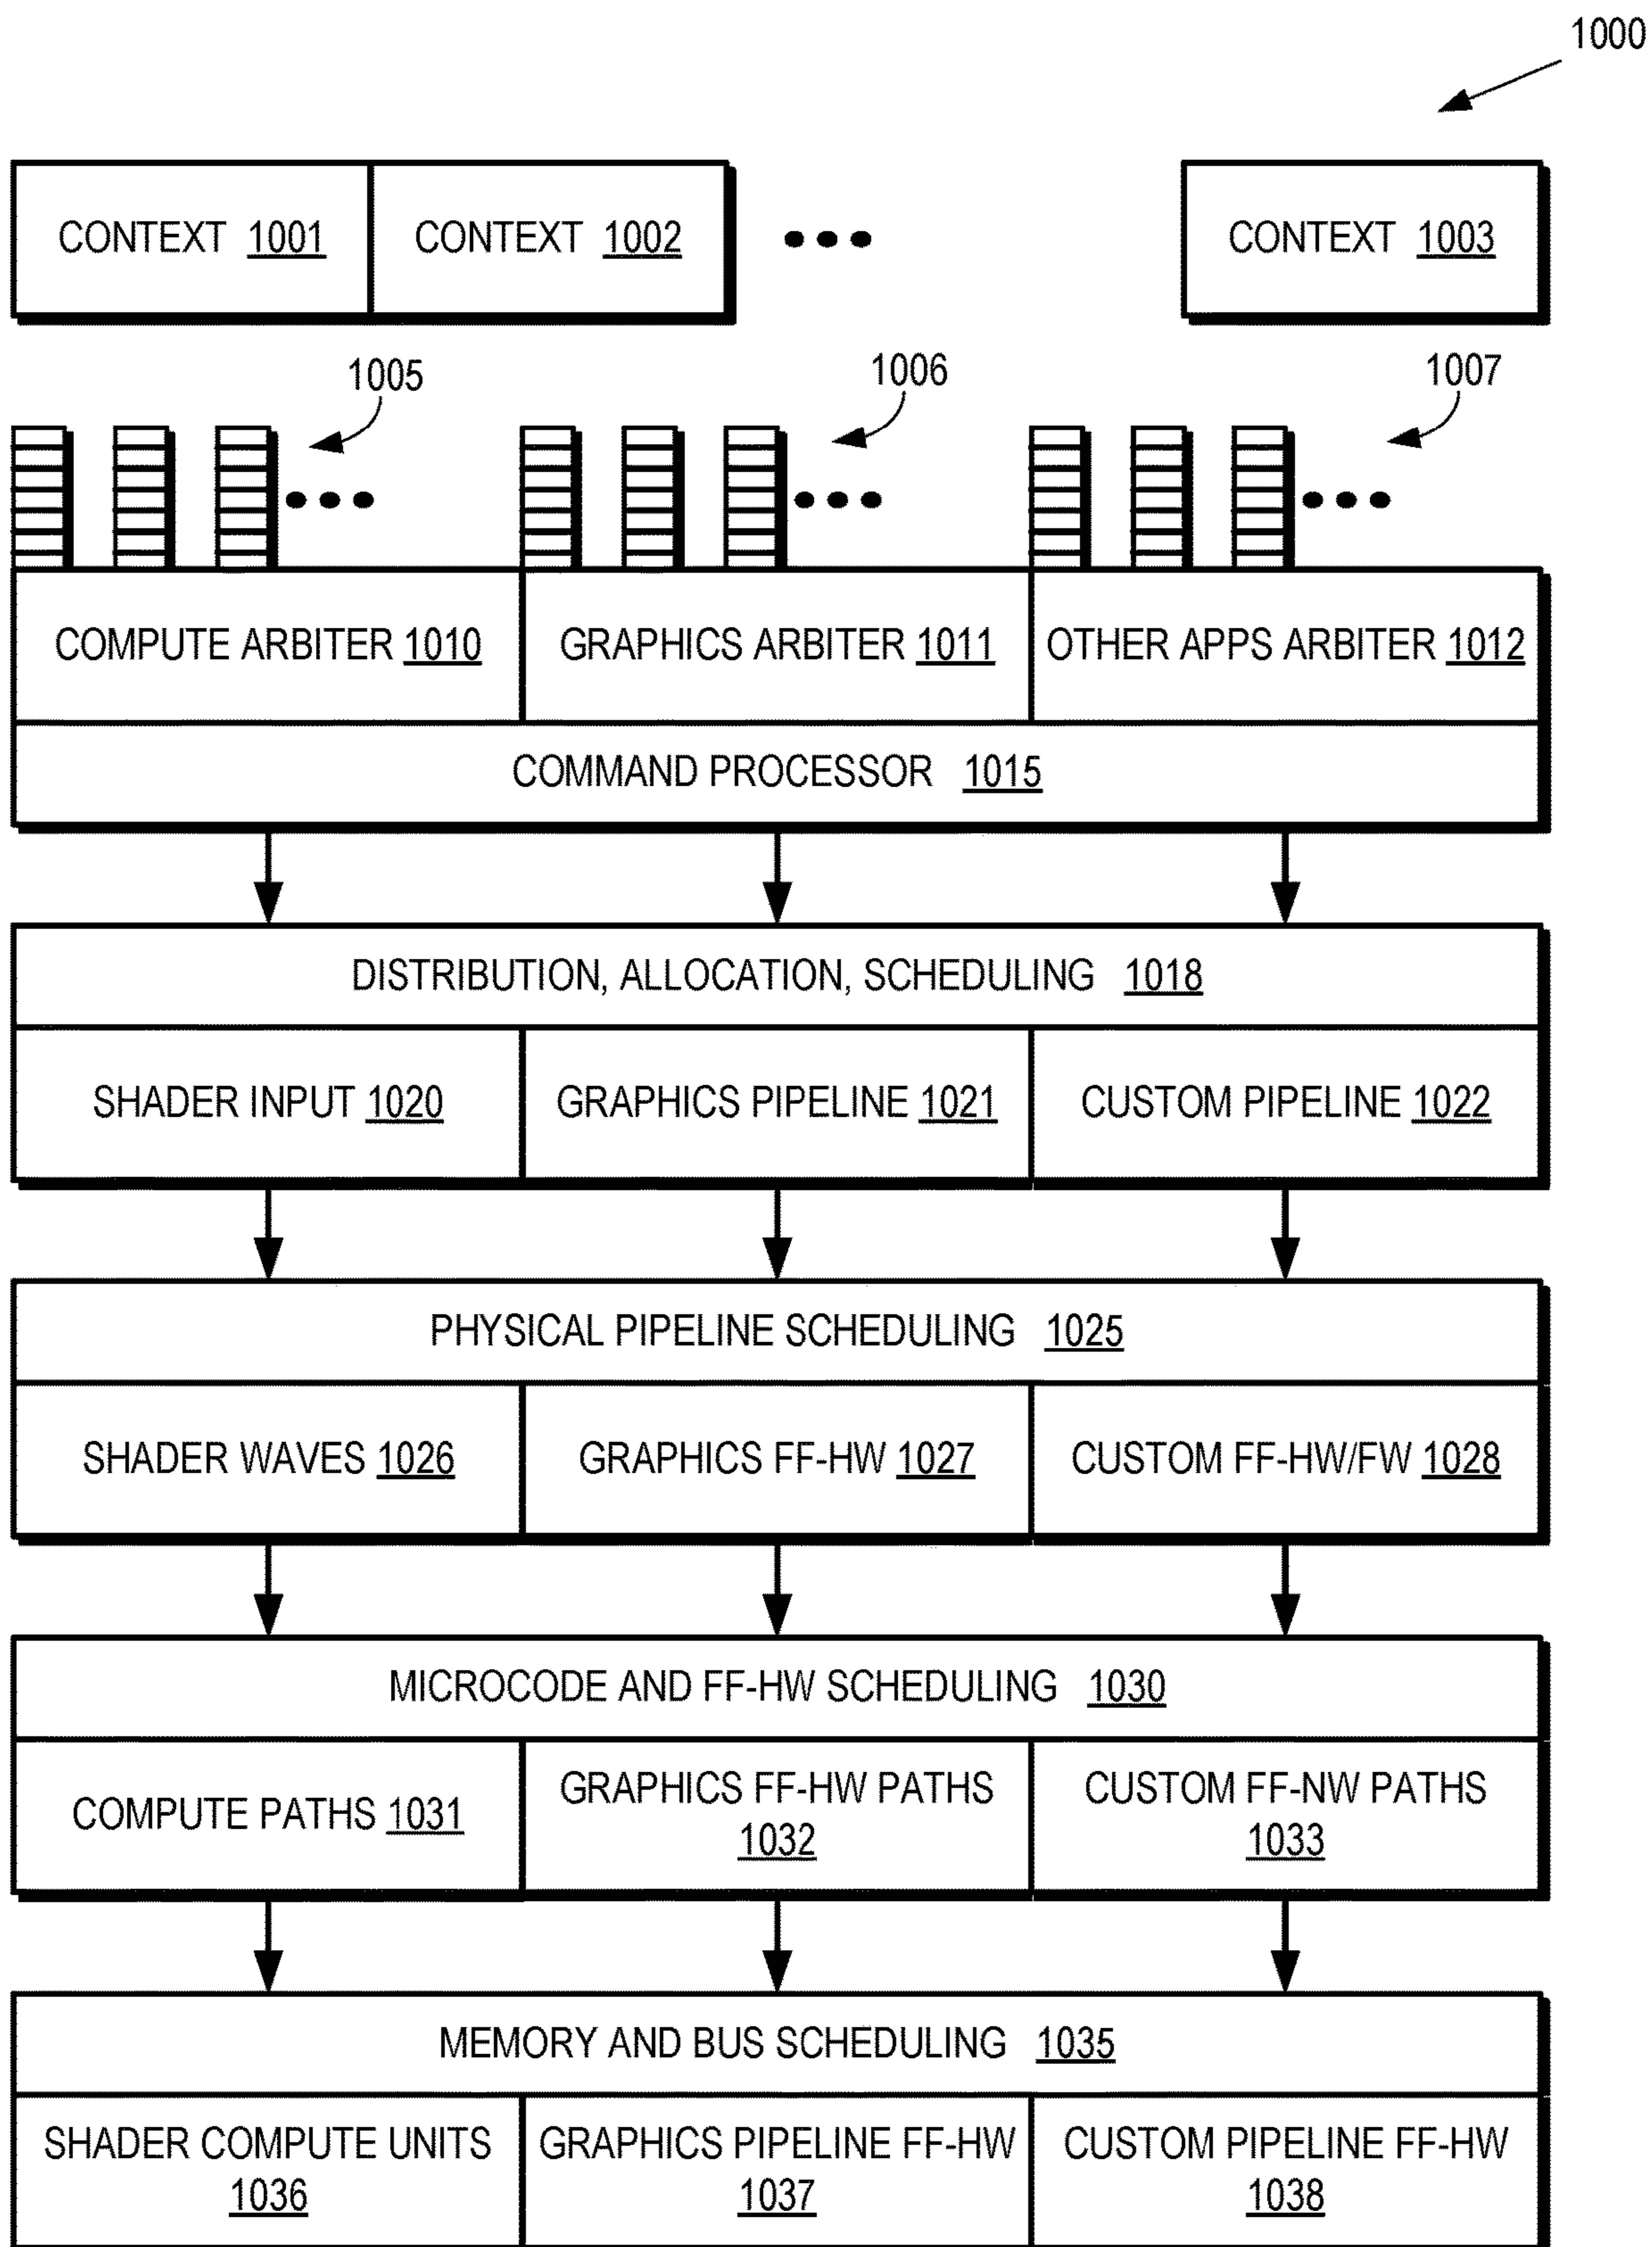 1000
CONTEXT 1001
CONTEXT 1002
CONTEXT 1003
1005
1006
1007
COMPUTE ARBITER 1010
GRAPHICS ARBITER 1011
OTHER APPS ARBITER 1012
COMMAND PROCESSOR 1015
DISTRIBUTION, ALLOCATION, SCHEDULING 1018
SHADER INPUT 1020
GRAPHICS PIPELINE 1021
CUSTOM PIPELINE 1022
PHYSICAL PIPELINE SCHEDULING 1025
SHADER WAVES 1026
GRAPHICS FF-HW 1027
CUSTOM FF-HW/FW 1028
MICROCODE AND FF-HW SCHEDULING 1030
COMPUTE PATHS 1031
GRAPHICS FF-HW PATHS
1032
CUSTOM FF-NW PATHS
1033
MEMORY AND BUS SCHEDULING 1035
SHADER COMPUTE UNITS
1036
GRAPHICS PIPELINE FF-HW
1037
CUSTOM PIPELINE FF-HW
1038